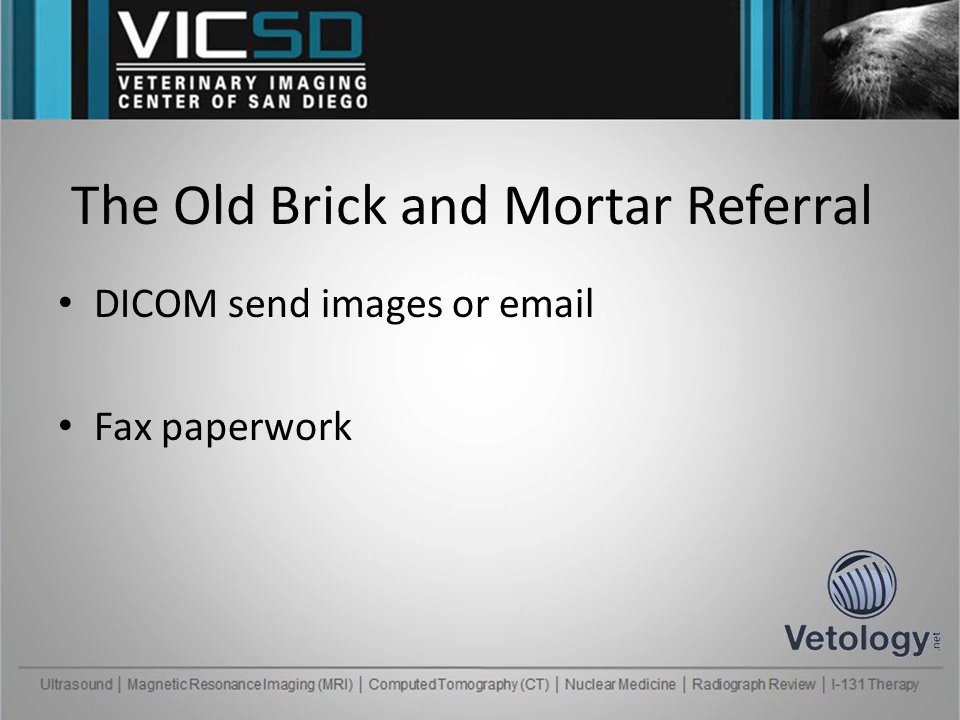 VICSD
VETERINARY IMAGING
CENTER OF SAN DIEGO
The Old Brick and Mortar Referral
• DICOM send images or email
• Fax paperwork
Vetology.net
Ultrasound | Magnetic Resonance Imaging (MRI) | Computed Tomography (CT) | Nuclear Medicine | Radiograph Review | I-131 Therapy